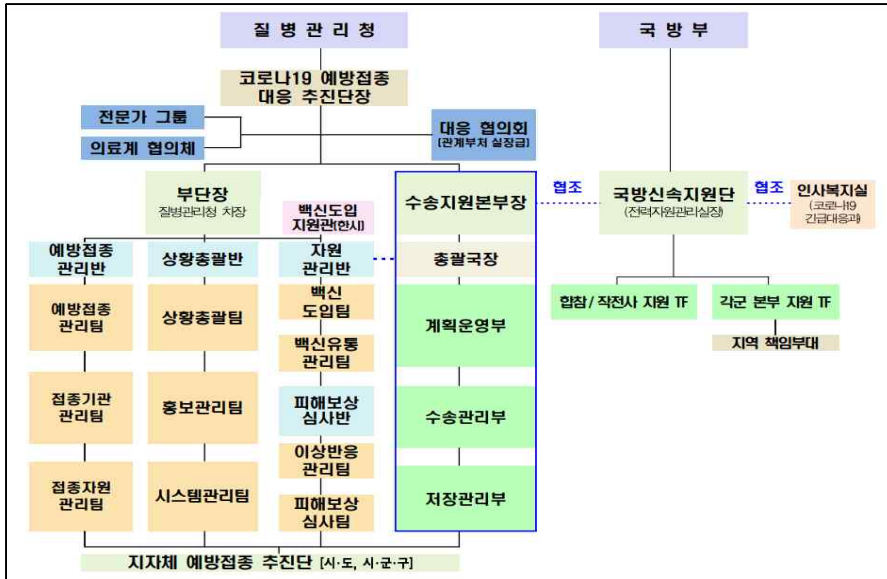 질병관리청
국방부
코로나19 예방접종
대응 추진단장
전문가 그룹
의료계 협의체
대응 협의회
[관계부처 실장급]
부단장
질병관리청 차장
백신도입
지원관(한시)
수송지원본부장
협조
국방신속지원단
(전력자원관리실장)
협조
인사복지실
(코로나19
긴급대응과)
예방접종
관리반
상황총괄반
자원
관리반
총괄국장
예방접종
관리팀
상황총괄팀
백신
도입팀
백신유통
관리팀
계획운영부
합참/작전사 지원 TF
각군 본부 지원 TF
지역 책임부대
접종기관
관리팀
홍보관리팀
피해보상
심사반
수송관리부
이상반응
관리팀
접종자원
관리팀
시스템관리팀
피해보상
심사팀
저장관리부
지자체 예방접종 추진단 [시·도, 시·군·구]